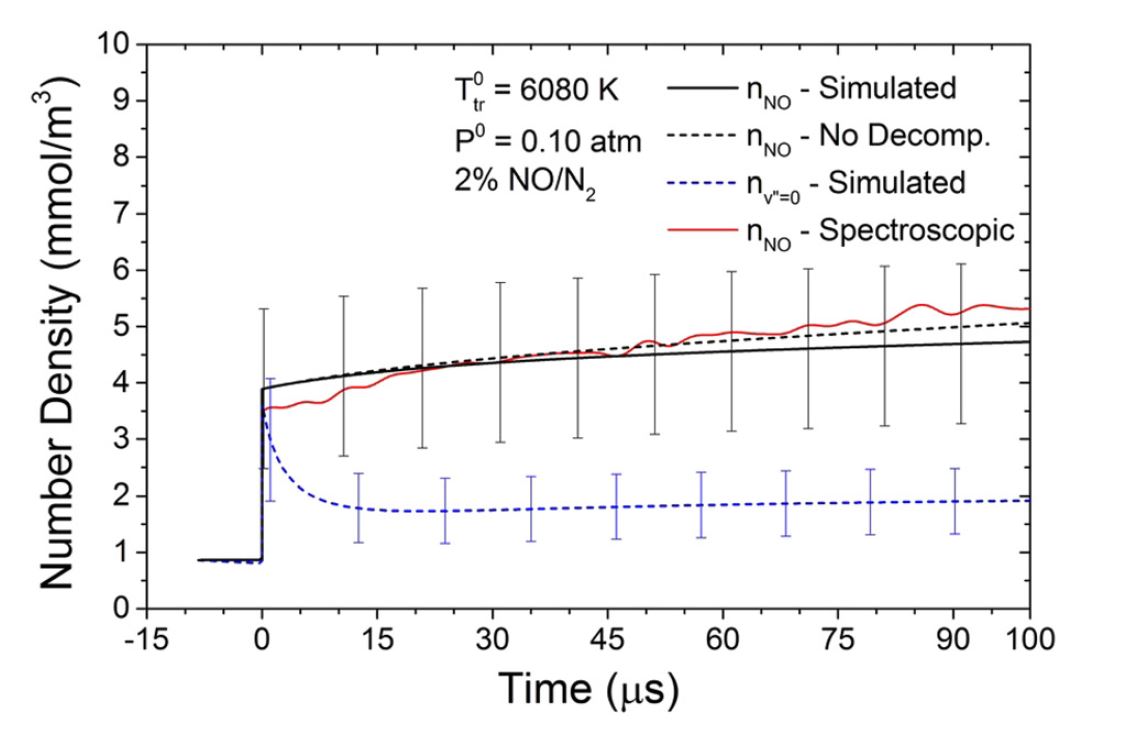 10
9
8
7
6
5
4
3
2
1
0
Number Density (mmol/m³)
T⁰tr = 6080 K
P⁰ = 0.10 atm
2% NO/N₂
nNO - Simulated
nNO - No Decomp.
nv"=0 - Simulated
nNO - Spectroscopic
-15 0 15 30 45 60 75 90 100
Time (μs)